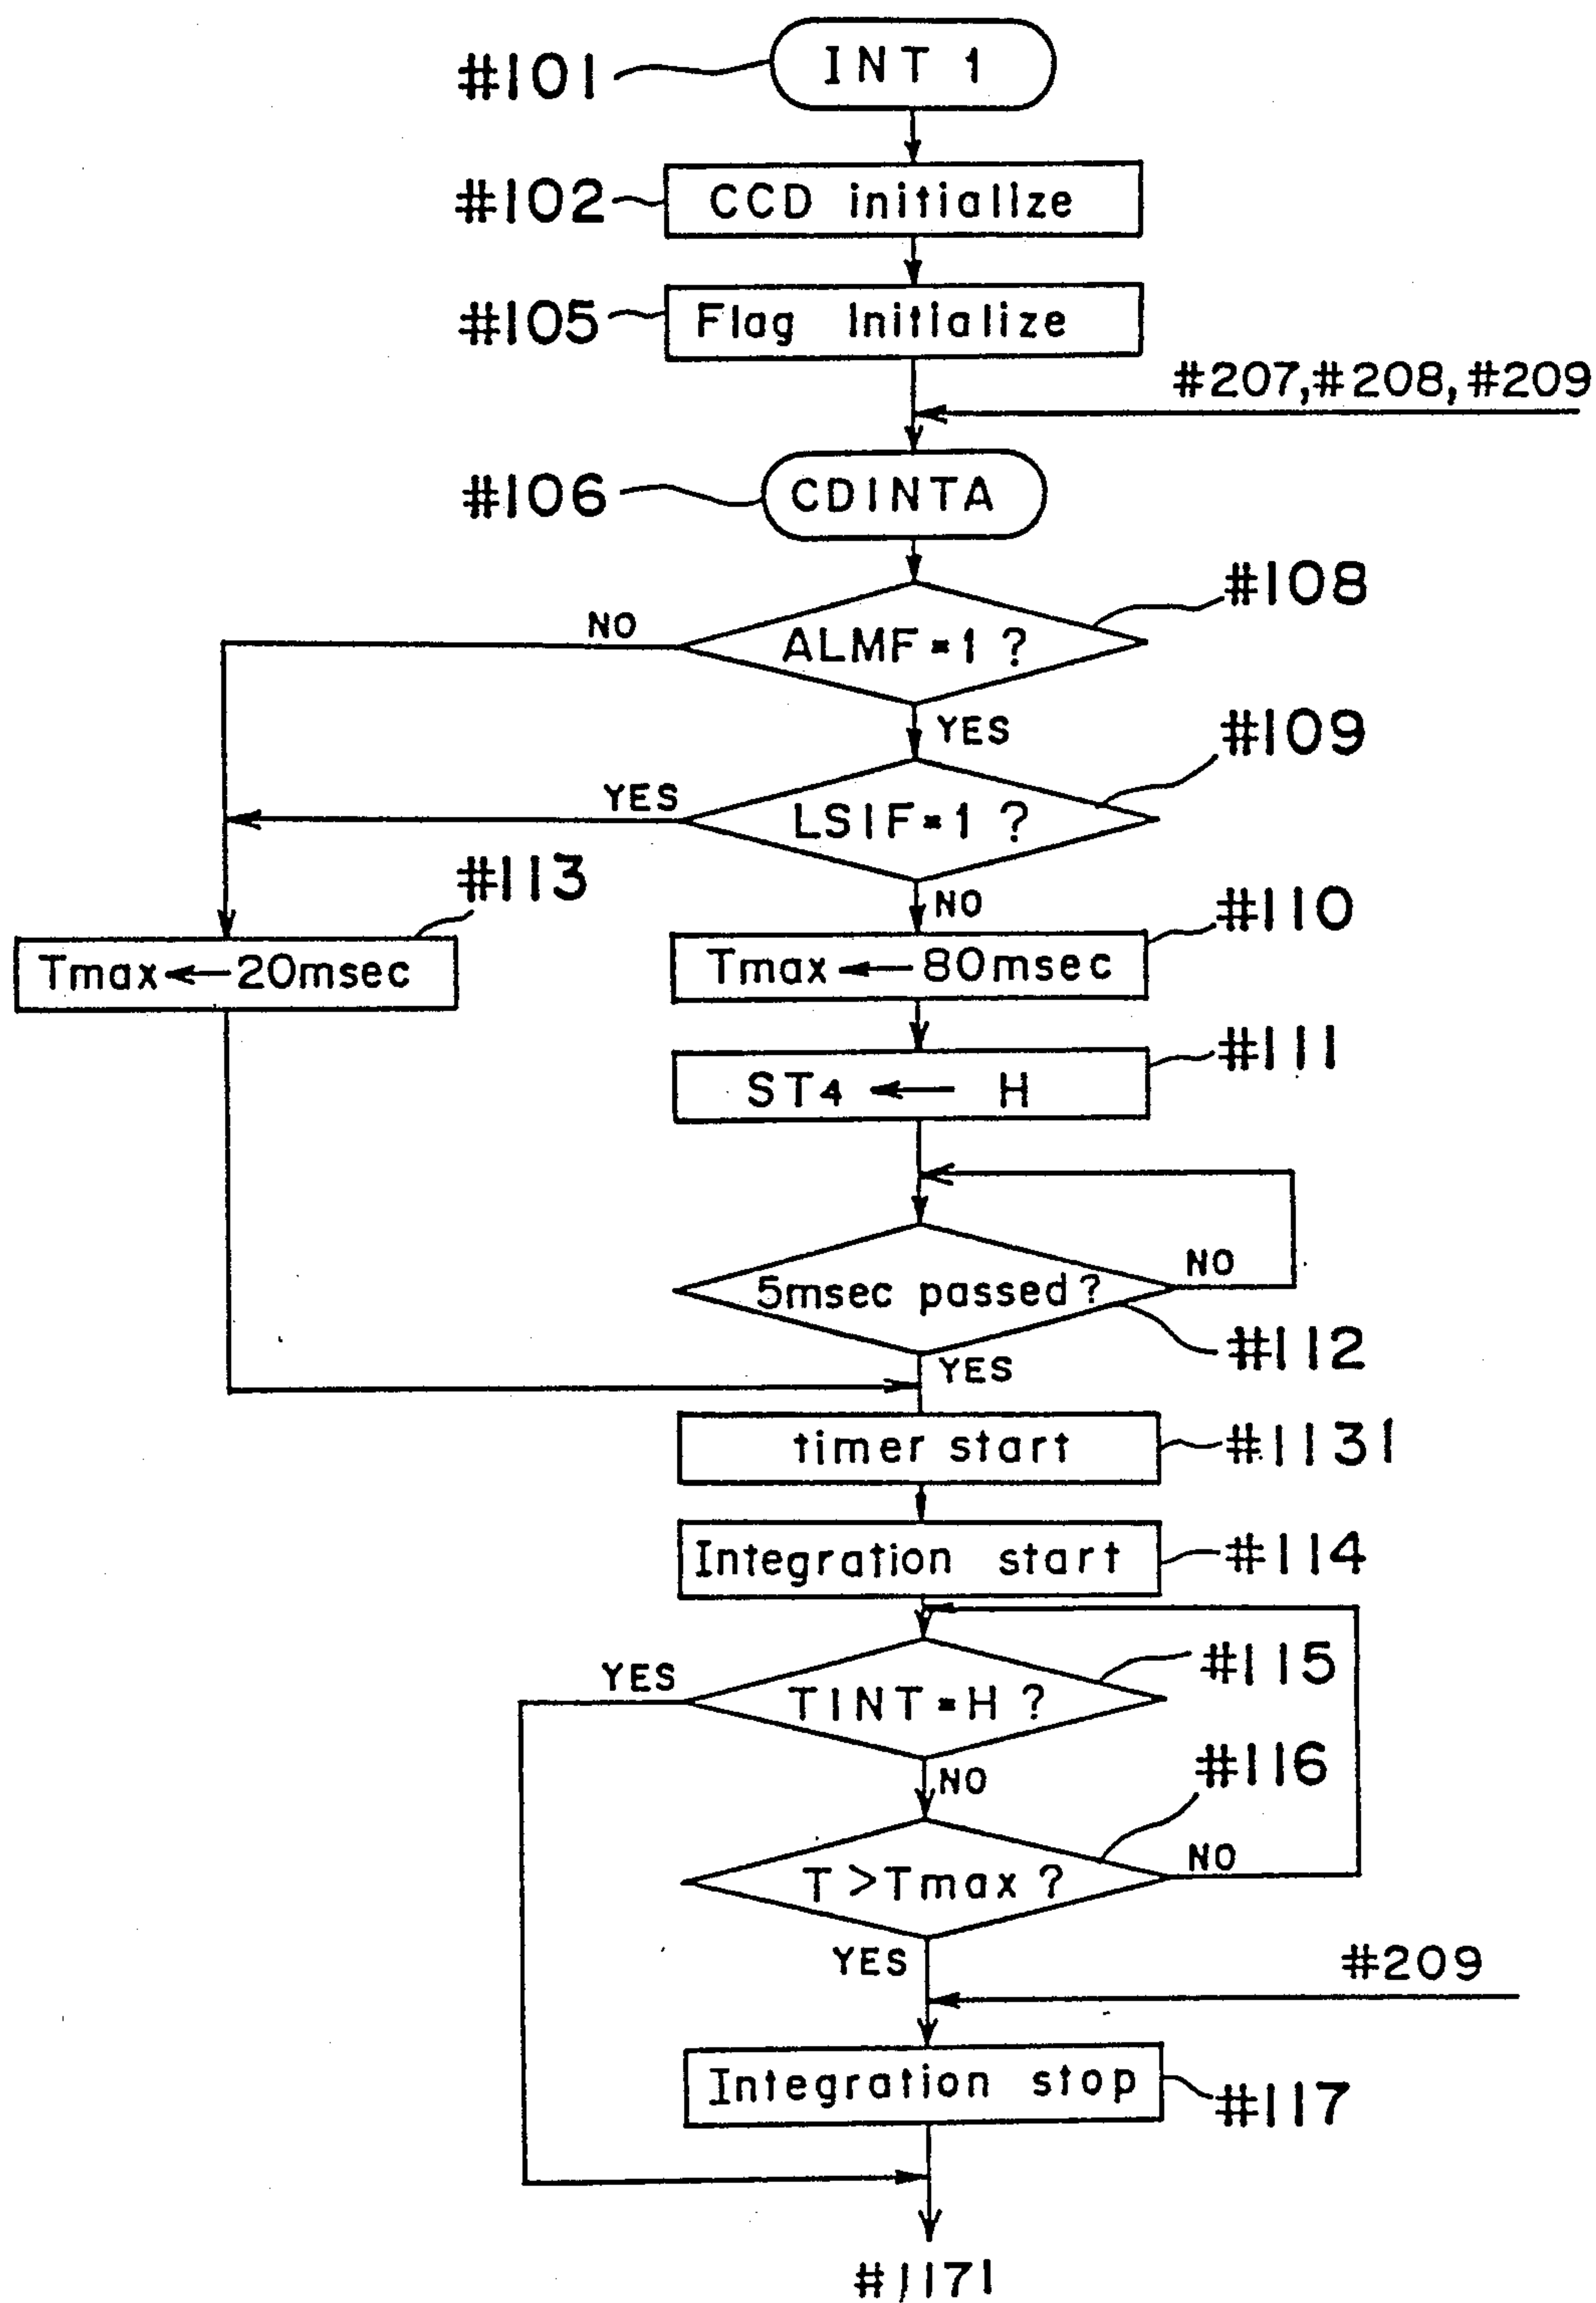 #101
INT 1
#102
CCD initialize
#105
Flag Initialize
#207, #208, #209
#106
CDINTA
#108
NO
ALMF=1 ?
YES
#109
YES
LSIF=1 ?
NO
#113
#110
Tmax←20msec
Tmax←80msec
#111
ST4 ← H
5msec passed?
NO
#112
YES
timer start
#1131
Integration start
#114
#115
YES
TINT=H ?
NO
#116
T>Tmax ?
NO
YES
#209
Integration stop
#117
#1171